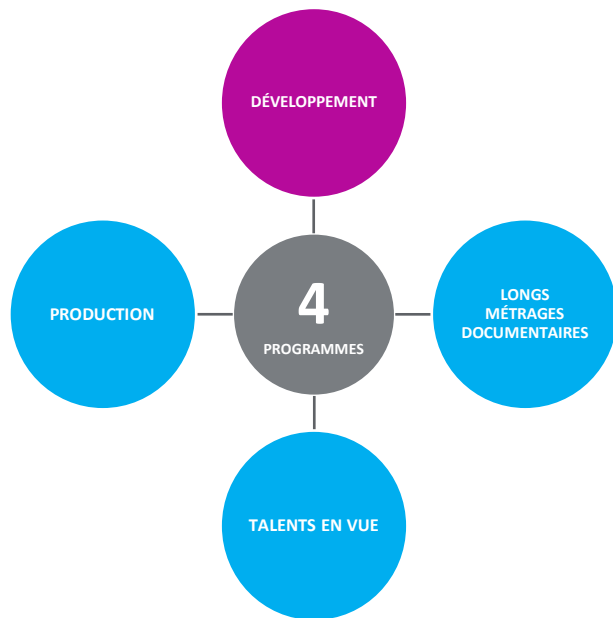 DÉVELOPPEMENT
PRODUCTION
4
PROGRAMMES
LONGS
MÉTRAGES
DOCUMENTAIRES
TALENTS EN VUE